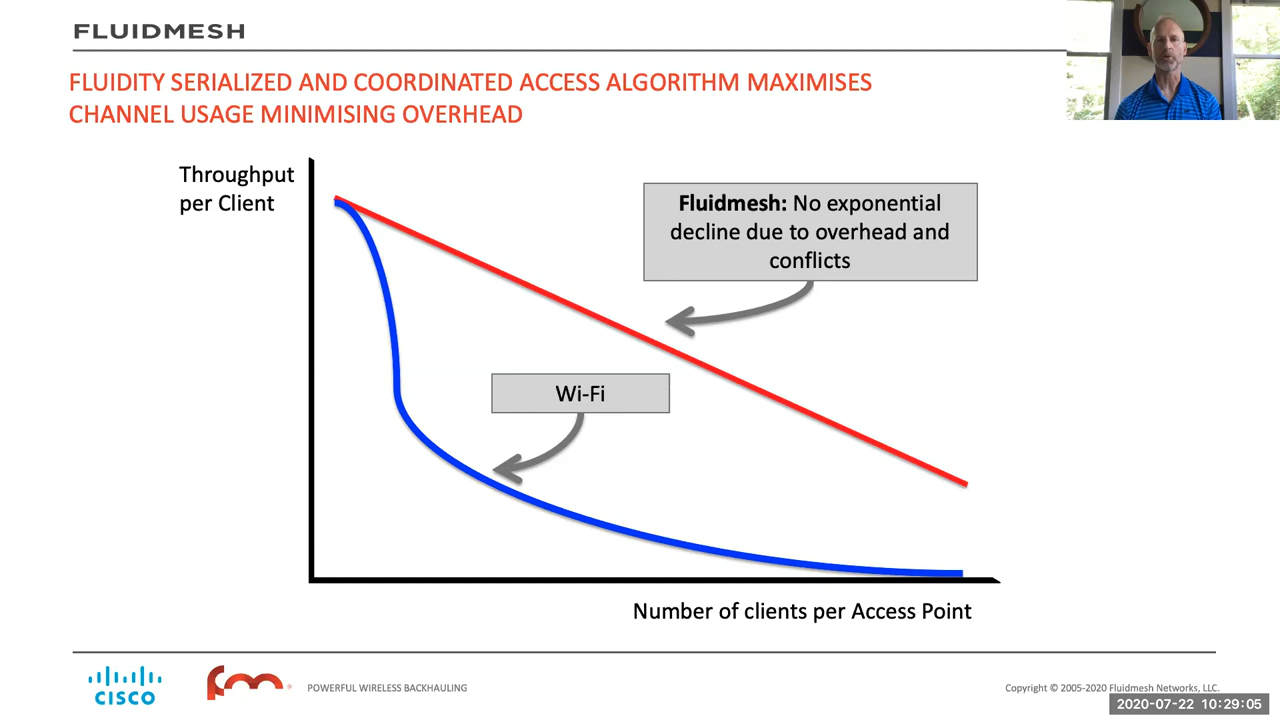 FLUIDMESH
FLUIDITY SERIALIZED AND COORDINATED ACCESS ALGORITHM MAXIMISES
CHANNEL USAGE MINIMISING OVERHEAD
Throughput
per Client
Fluidmesh: No exponential
decline due to overhead and
conflicts
Wi-Fi
Number of clients per Access Point
CISCO
fm
POWERFUL WIRELESS BACKHAULING
Copyright © 2005-2020 Fluidmesh Networks, LLC.
2020-07-22 10:29:05